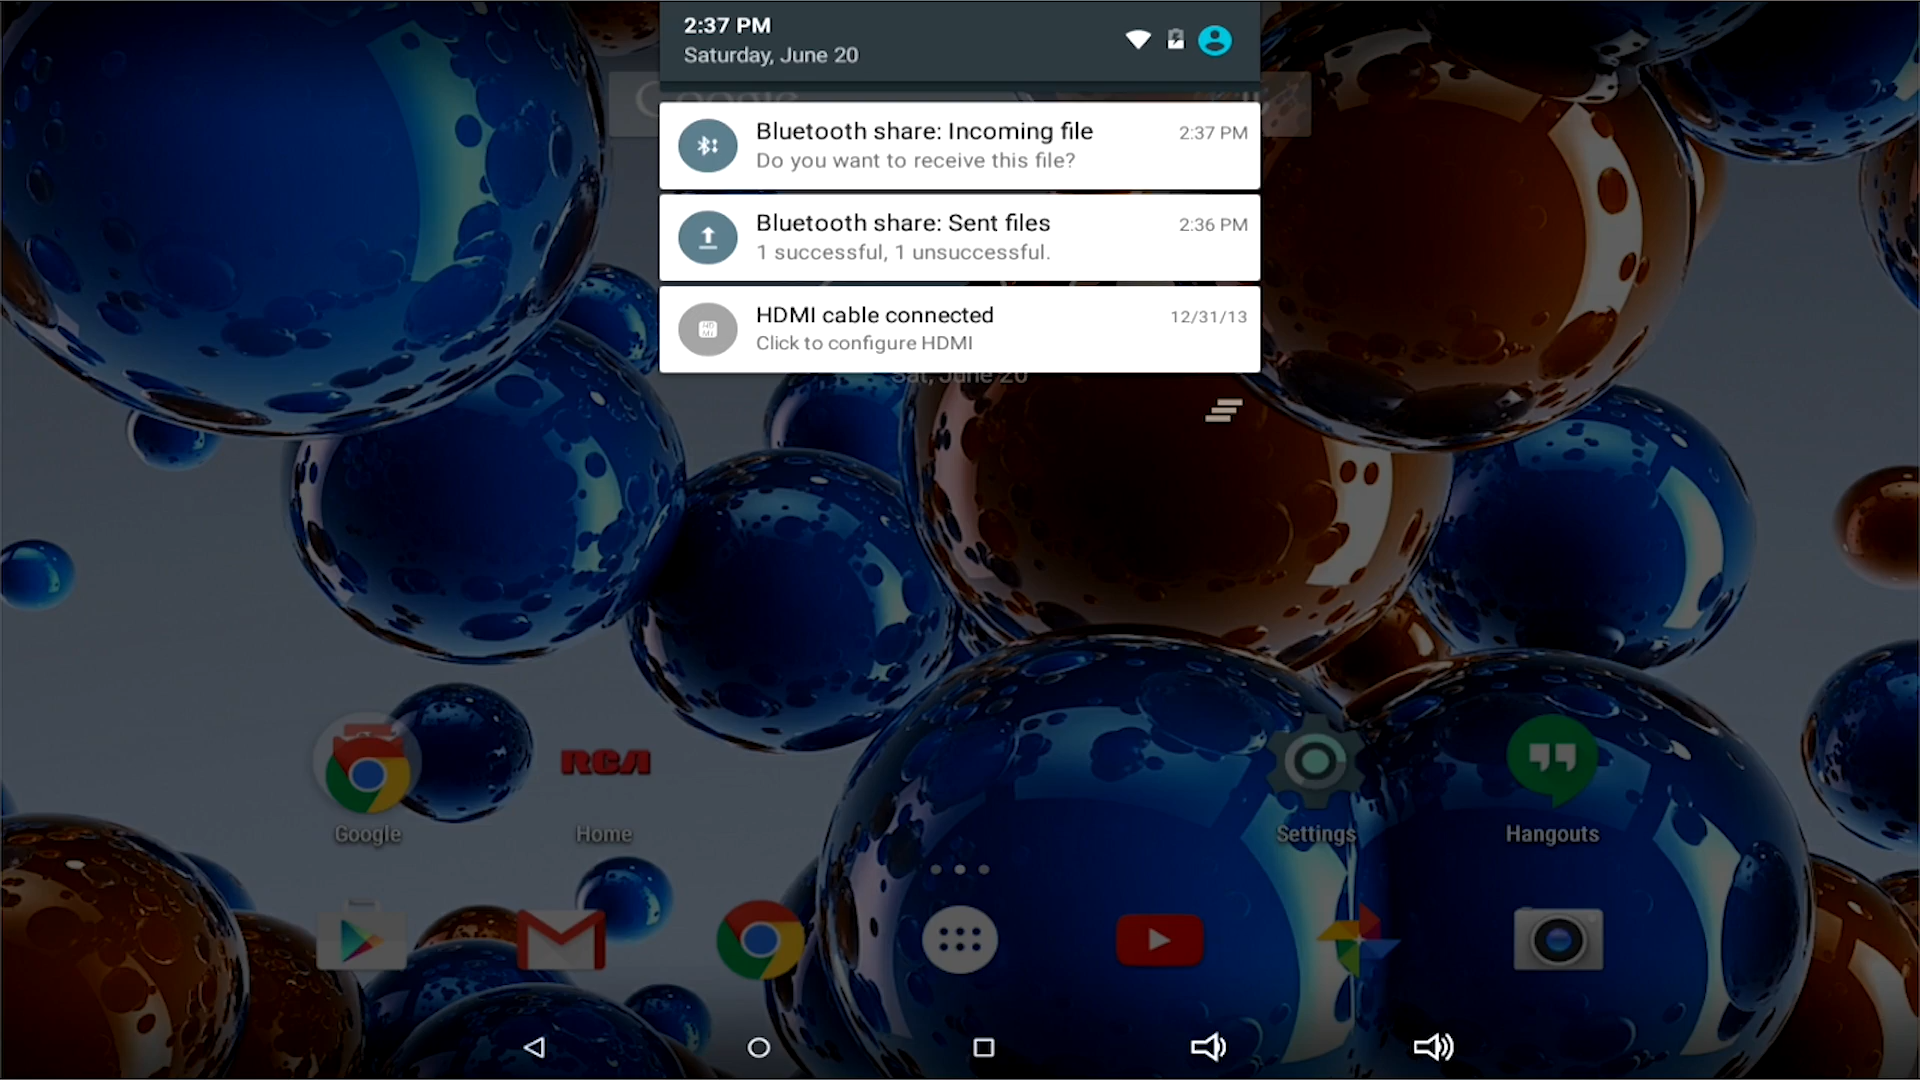 2:37 PM
Saturday, June 20
Google
Bluetooth share: Incoming file
2:37 PM
Do you want to receive this file?
Bluetooth share: Sent files
2:36 PM
1 successful, 1 unsuccessful.
HDMI cable connected
12/31/13
Click to configure HDMI
Sat, June 20
RCA
Google
Home
Settings
Hangouts